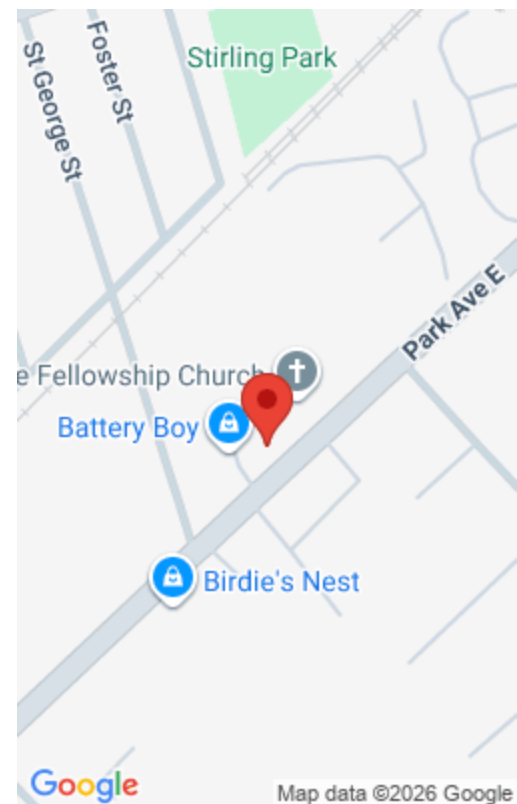 Stirling Park
Foster St
St George St
Park Ave E
e Fellowship Church
Battery Boy
Birdie's Nest
Google
Map data ©2026 Google